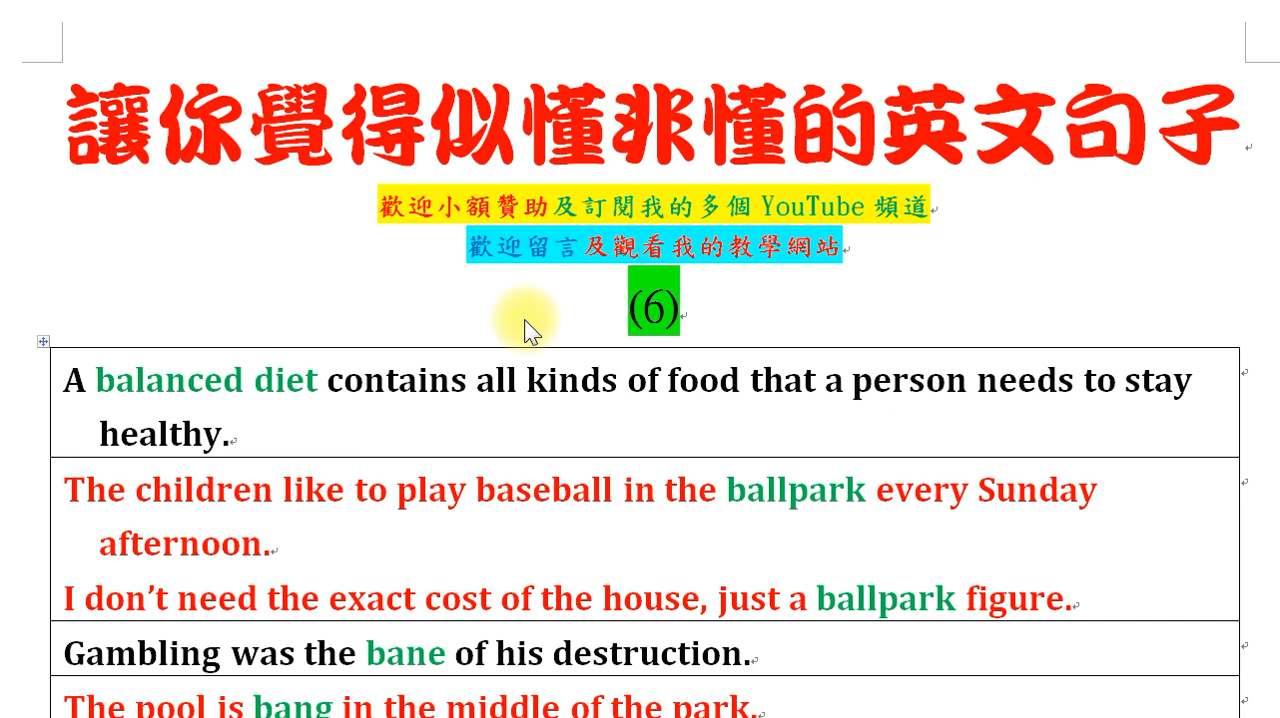 讓你覺得似懂非懂的英文句子
歡迎小額贊助及訂閱我的多個 YouTube 頻道
歡迎留言及觀看我的教學網站
(6)
A balanced diet contains all kinds of food that a person needs to stay
healthy.
The children like to play baseball in the ballpark every Sunday
afternoon.
I don’t need the exact cost of the house, just a ballpark figure.
Gambling was the bane of his destruction.
The pool is bang in the middle of the park.